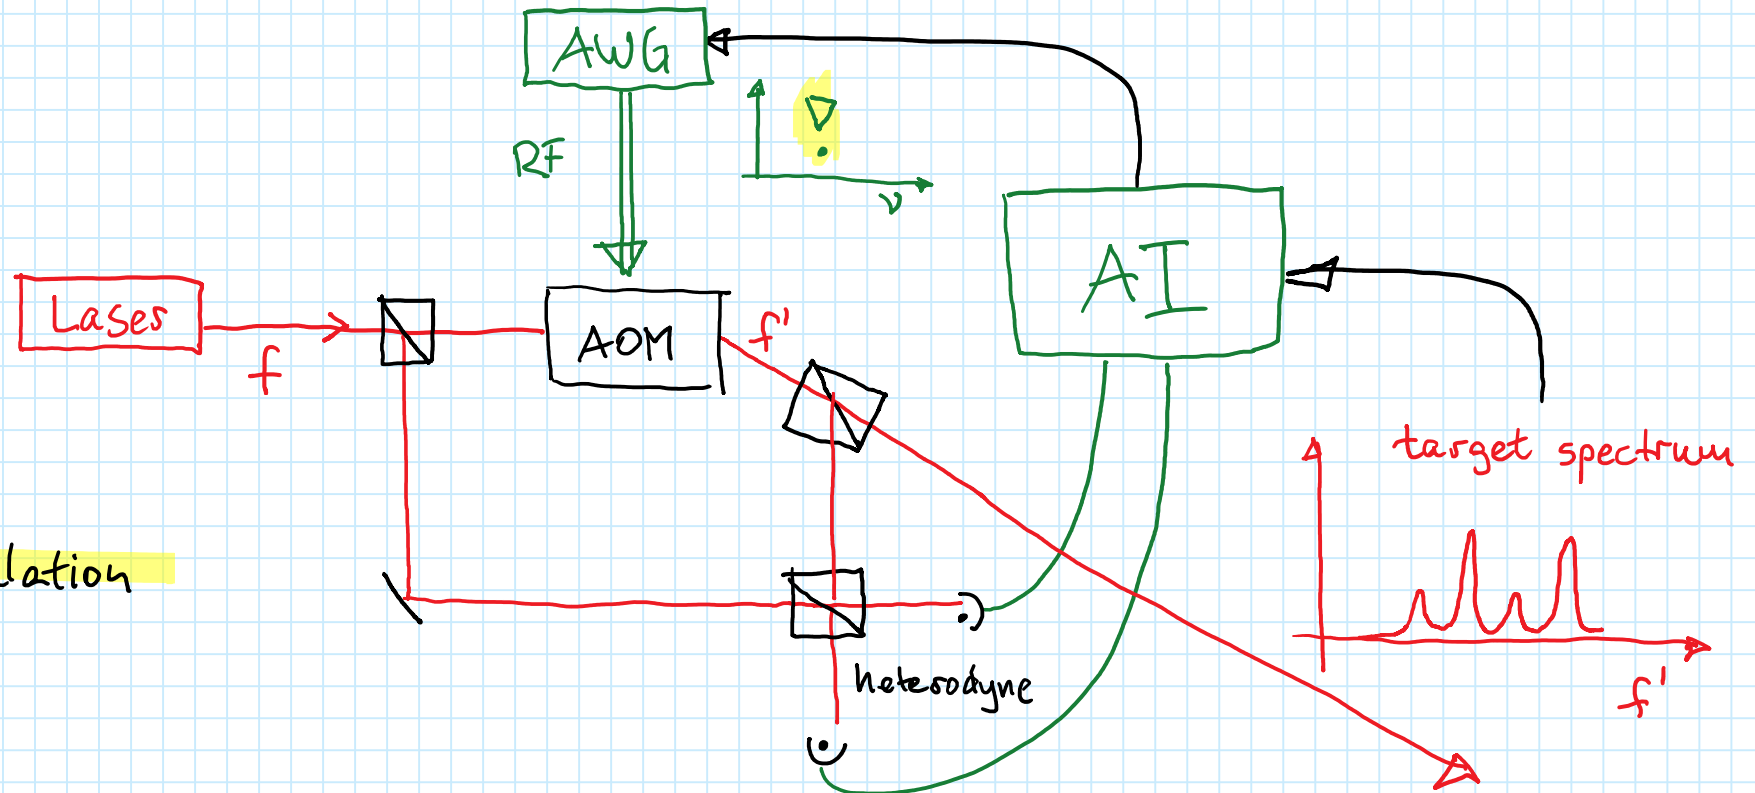 AWG
RF
ν
AI
Laser
f
AOM
f'
target spectrum
lation
heterodyne
f'